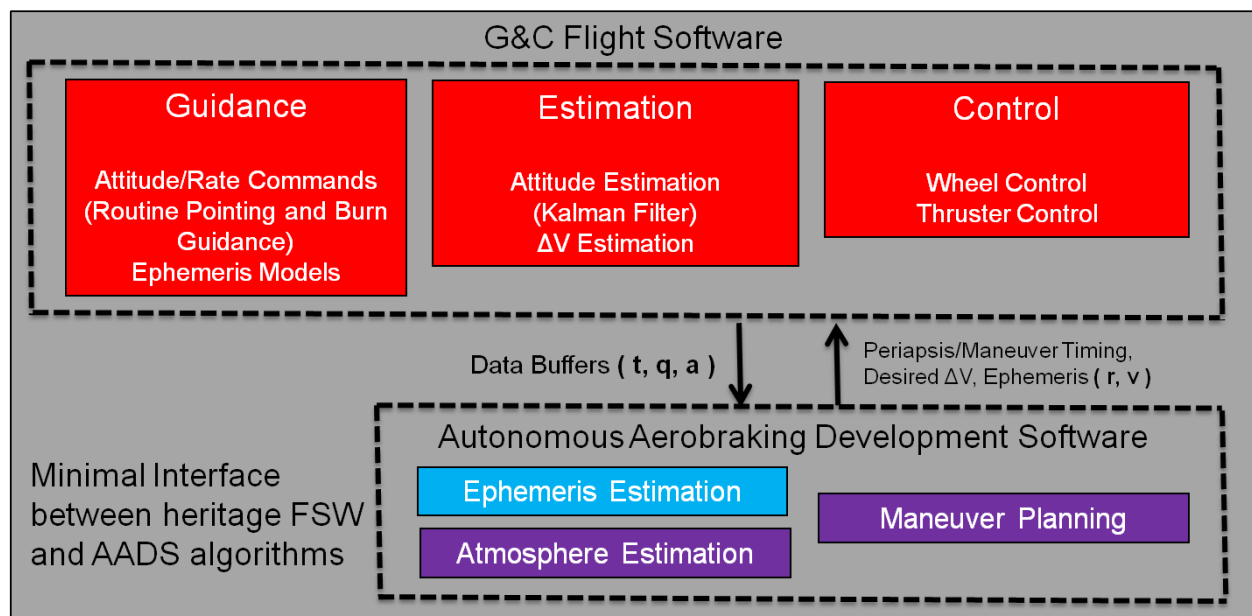 G&C Flight Software
Guidance
Attitude/Rate Commands
(Routine Pointing and Burn
Guidance)
Ephemeris Models
Estimation
Attitude Estimation
(Kalman Filter)
ΔV Estimation
Control
Wheel Control
Thruster Control
Data Buffers ( t, q, a )
Periapsis/Maneuver Timing,
Desired ΔV, Ephemeris ( r, v )
Minimal Interface
between heritage FSW
and AADS algorithms
Autonomous Aerobraking Development Software
Ephemeris Estimation
Atmosphere Estimation
Maneuver Planning